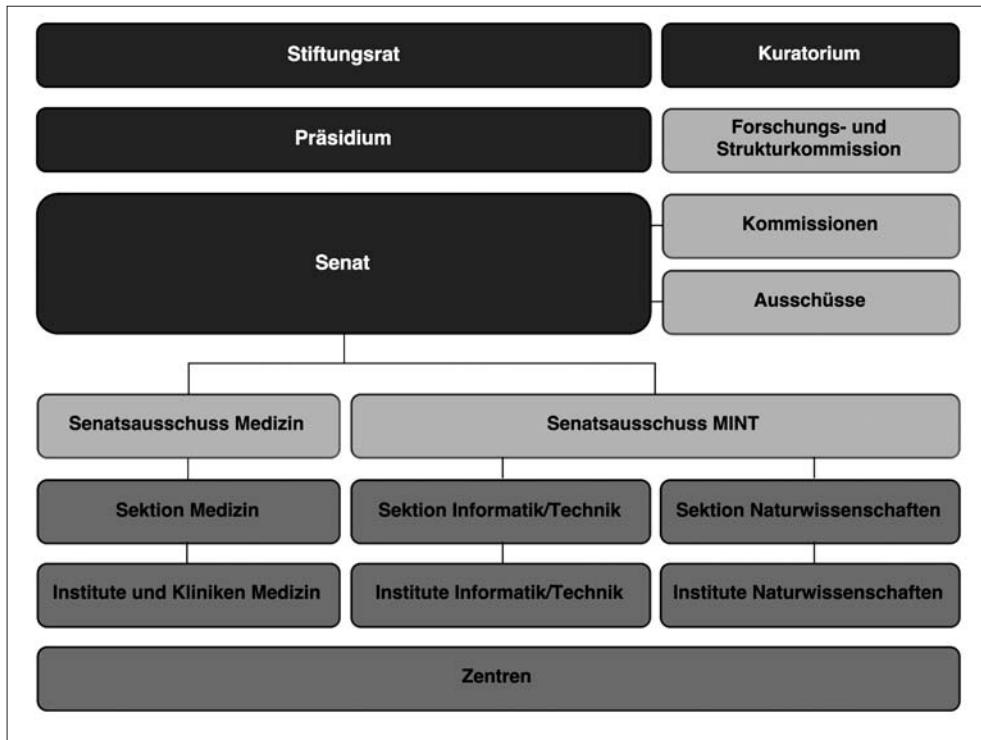 Stiftungsrat
Kuratorium
Präsidium
Forschungs- und
Strukturkommission
Senat
Kommissionen
Ausschüsse
Senatsausschuss Medizin
Senatsausschuss MINT
Sektion Medizin
Sektion Informatik/Technik
Sektion Naturwissenschaften
Institute und Kliniken Medizin
Institute Informatik/Technik
Institute Naturwissenschaften
Zentren